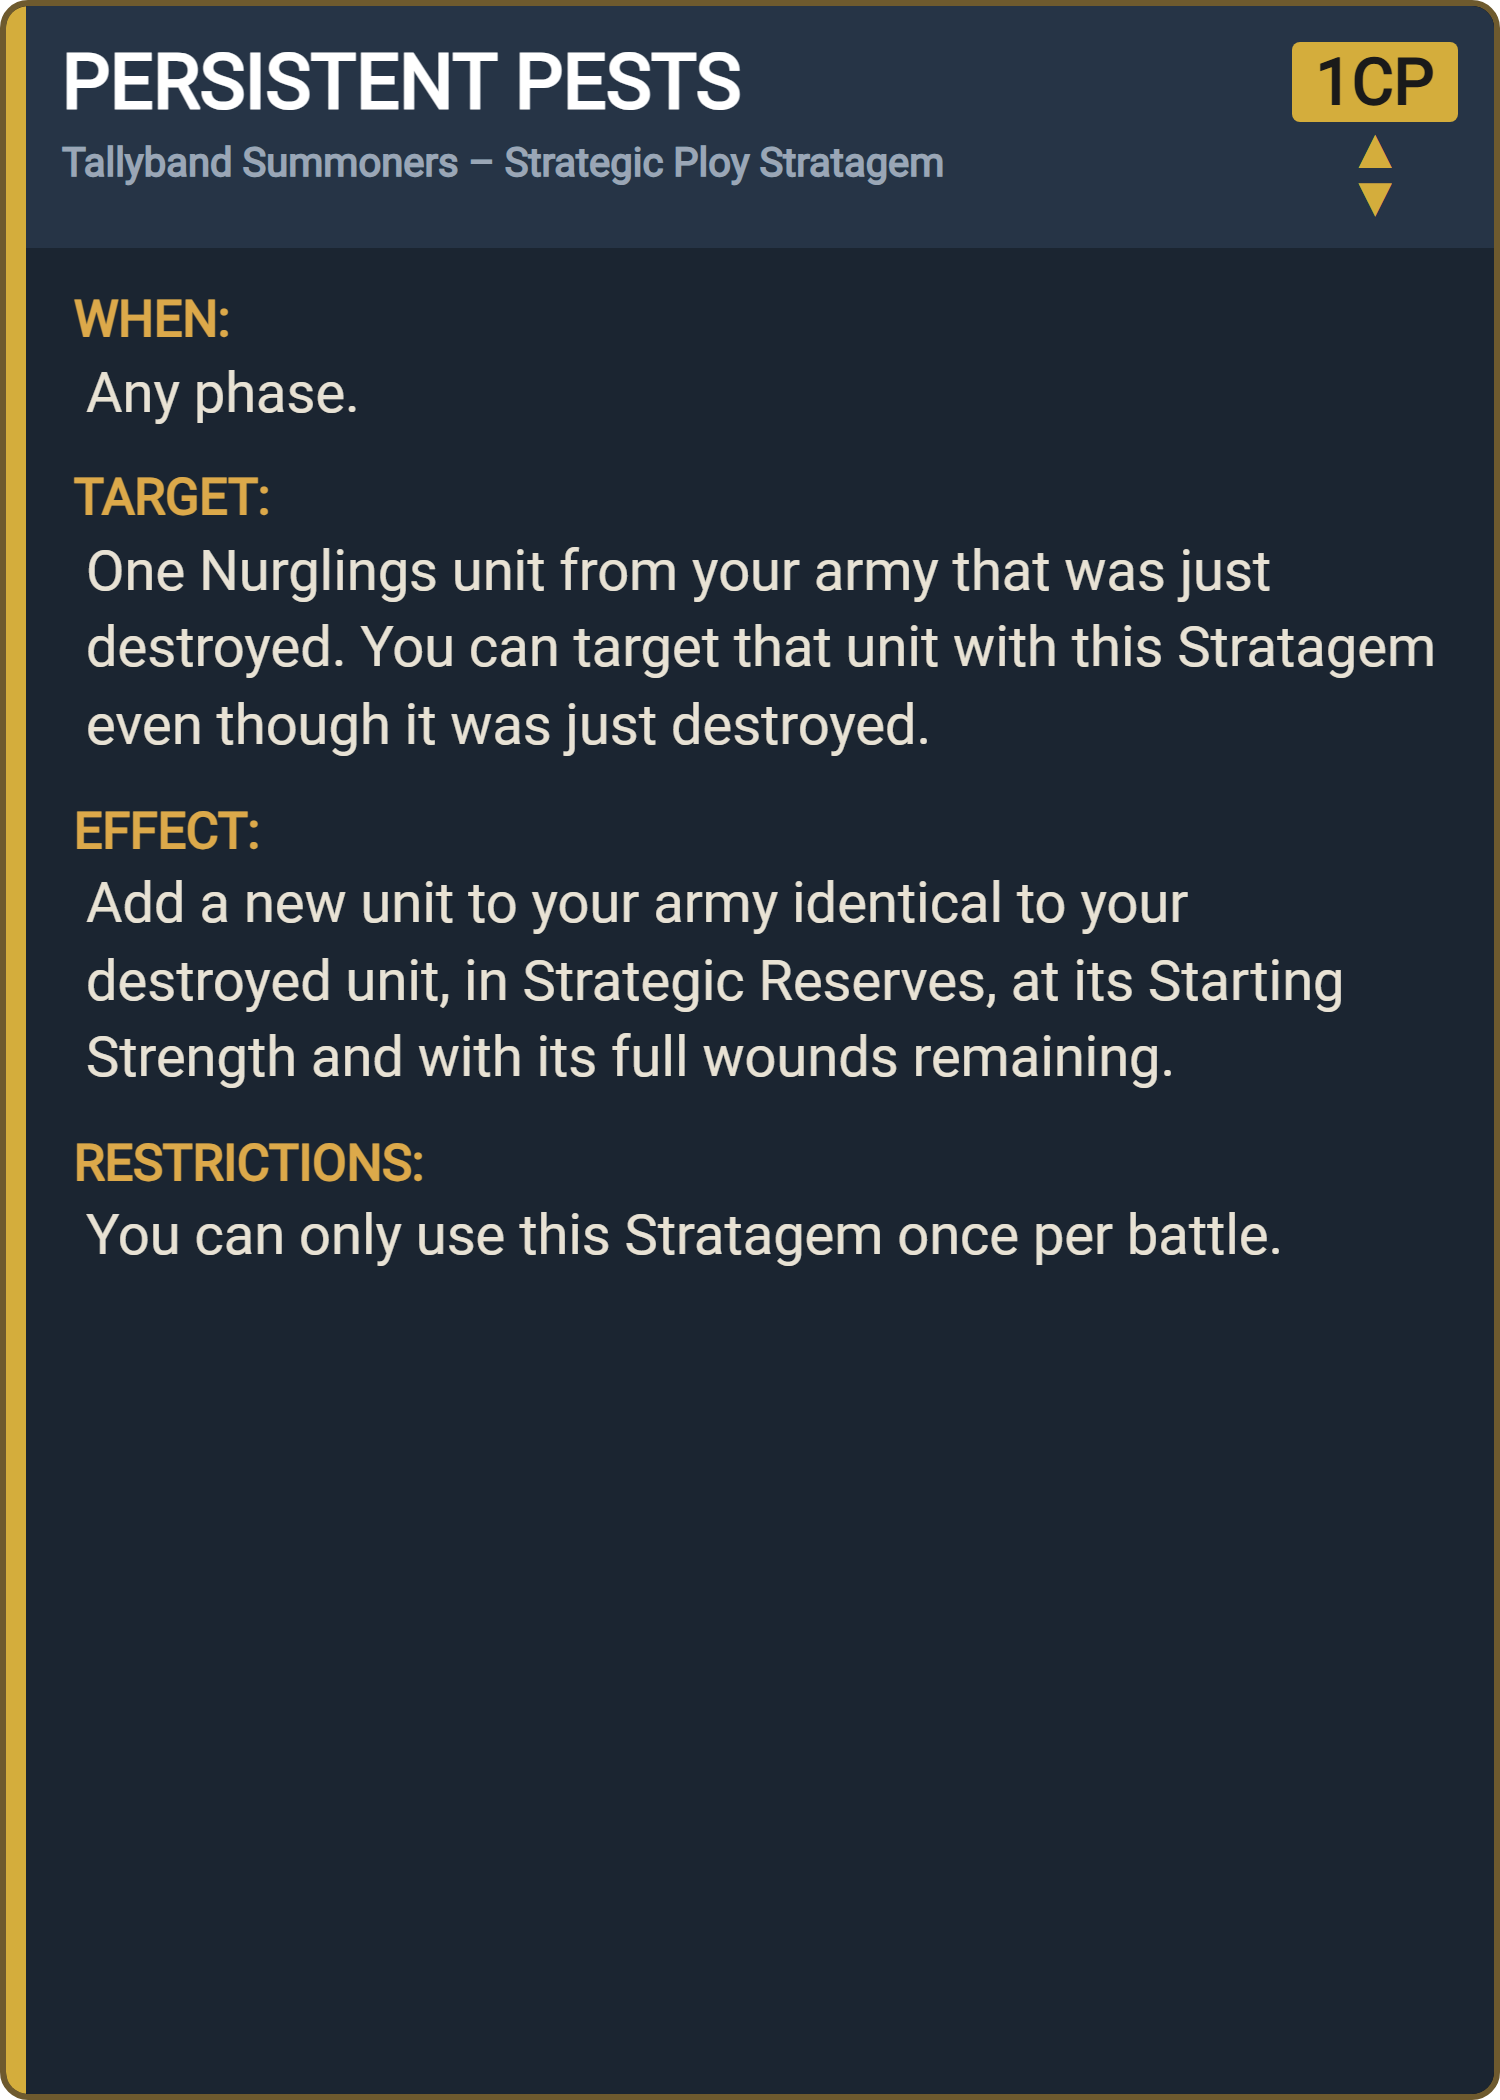 PERSISTENT PESTS
1CP
Tallyband Summoners – Strategic Ploy Stratagem
WHEN:
Any phase.
TARGET:
One Nurglings unit from your army that was just
destroyed. You can target that unit with this Stratagem
even though it was just destroyed.
EFFECT:
Add a new unit to your army identical to your
destroyed unit, in Strategic Reserves, at its Starting
Strength and with its full wounds remaining.
RESTRICTIONS:
You can only use this Stratagem once per battle.